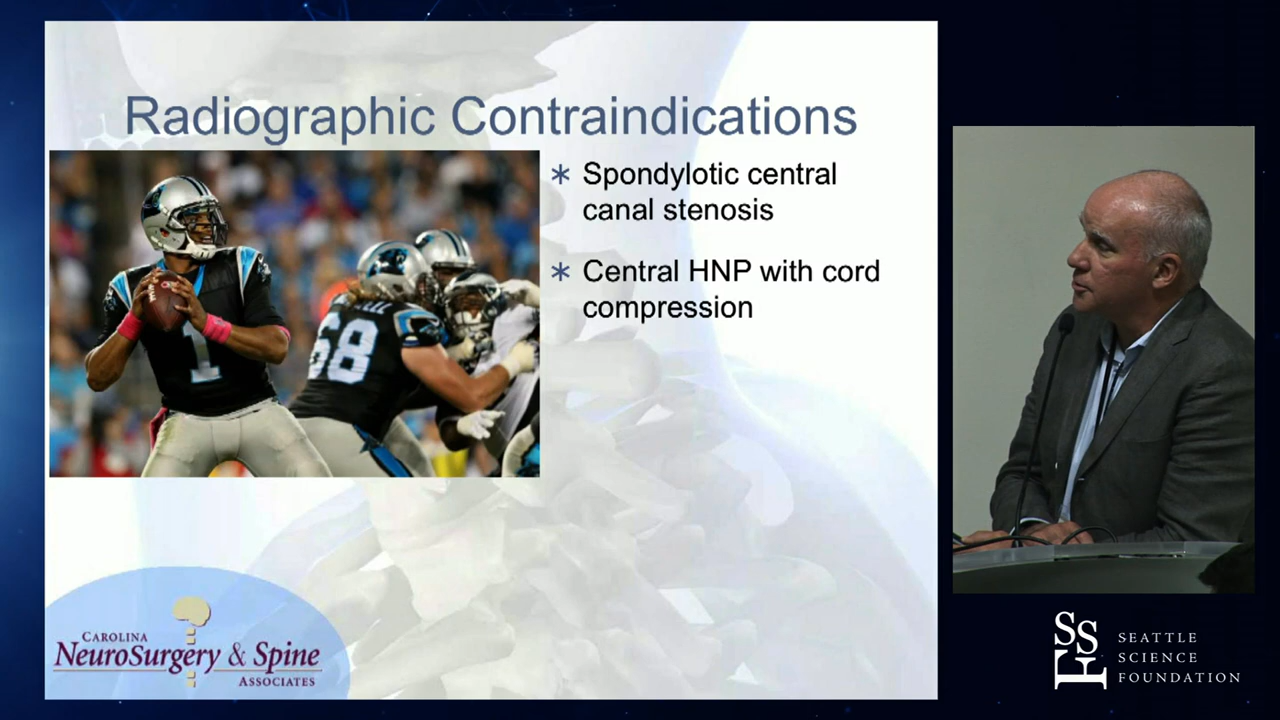 Radiographic Contraindications
Spondylotic central
canal stenosis
Central HNP with cord
compression
1
68
CAROLINA
NEUROSURGERY & SPINE
ASSOCIATES
SEATTLE
SCIENCE
FOUNDATION